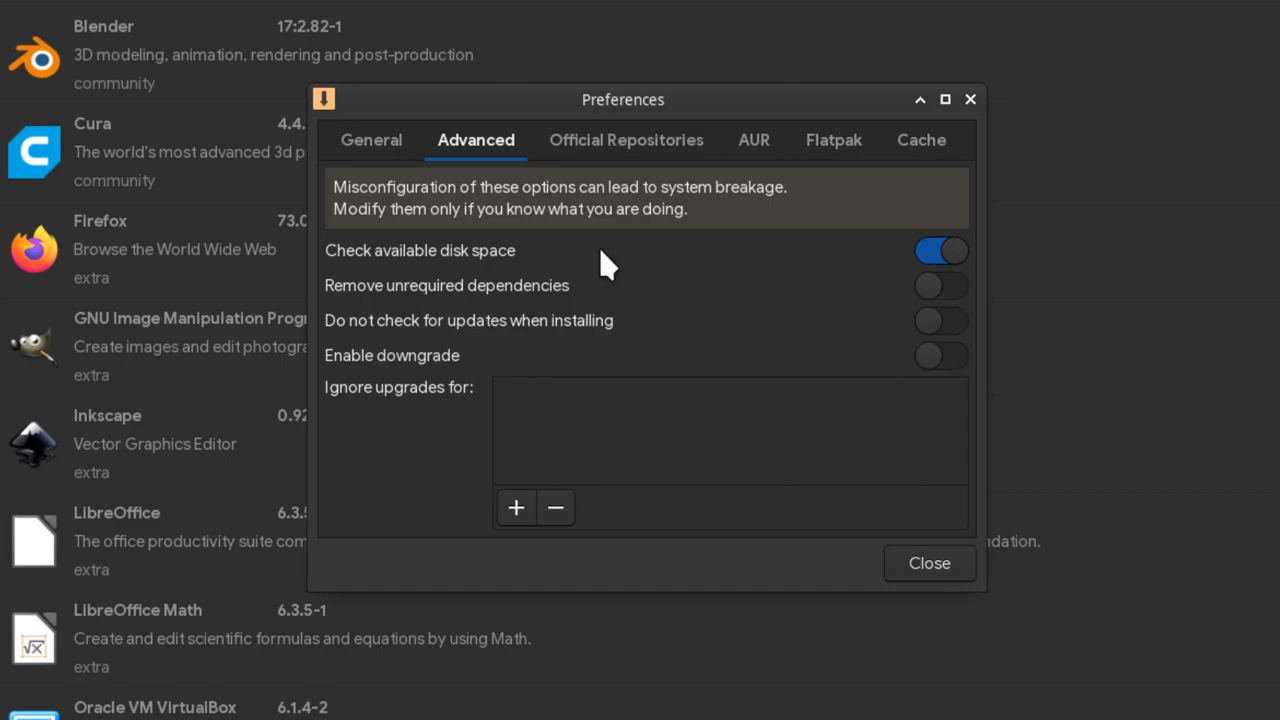 Blender 17:2.82-1
3D modeling, animation, rendering and post-production
community
Cura 4.4.
The world's most advanced 3d p
community
Firefox 73.0
Browse the World Wide Web
extra
GNU Image Manipulation Progr
Create images and edit photogra
extra
Inkscape 0.92
Vector Graphics Editor
extra
LibreOffice 6.3.5
The office productivity suite com
ndation.
extra
LibreOffice Math 6.3.5-1
Create and edit scientific formulas and equations by using Math.
extra
Oracle VM VirtualBox 6.1.4-2
Preferences
General Advanced Official Repositories AUR Flatpak Cache
Misconfiguration of these options can lead to system breakage.
Modify them only if you know what you are doing.
Check available disk space
Remove unrequired dependencies
Do not check for updates when installing
Enable downgrade
Ignore upgrades for:
Close